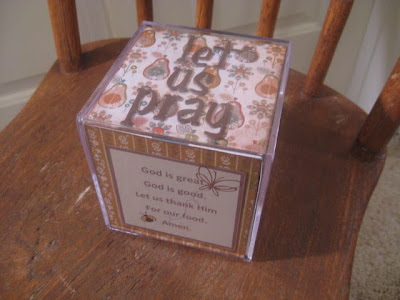 let
us
pray
God is great
God is good.
Let us thank Him
For our food.
Amen.